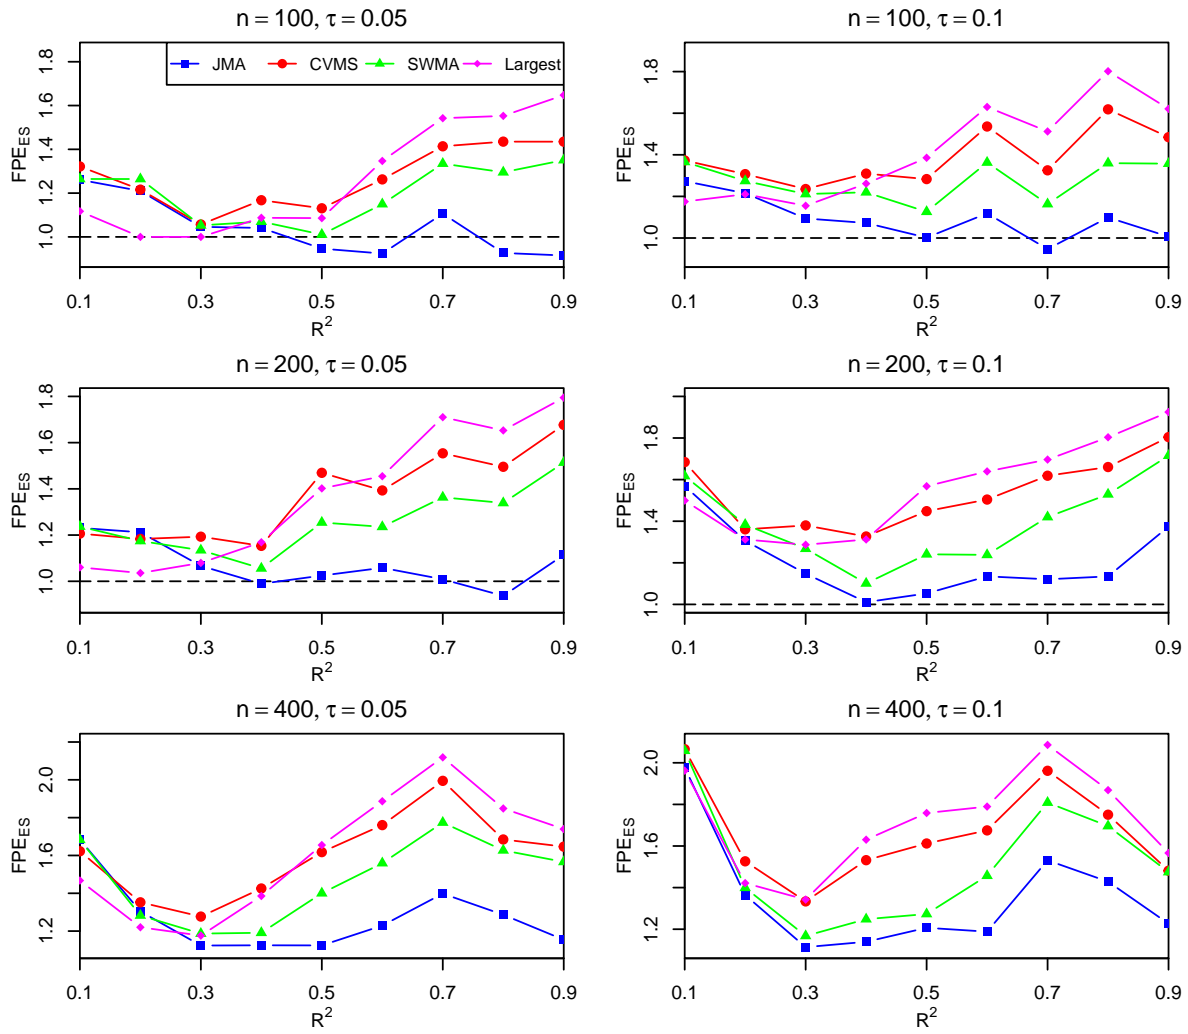 n = 100, τ = 0.05
1.0 1.2 1.4 1.6 1.8
FPE_ES
JMA CVMS SWMA Largest
0.1 0.3 0.5 0.7 0.9
R²
n = 100, τ = 0.1
1.0 1.4 1.8
FPE_ES
0.1 0.3 0.5 0.7 0.9
R²
n = 200, τ = 0.05
1.0 1.2 1.4 1.6 1.8
FPE_ES
0.1 0.3 0.5 0.7 0.9
R²
n = 200, τ = 0.1
1.0 1.4 1.8
FPE_ES
0.1 0.3 0.5 0.7 0.9
R²
n = 400, τ = 0.05
1.2 1.6 2.0
FPE_ES
0.1 0.3 0.5 0.7 0.9
R²
n = 400, τ = 0.1
1.2 1.6 2.0
FPE_ES
0.1 0.3 0.5 0.7 0.9
R²